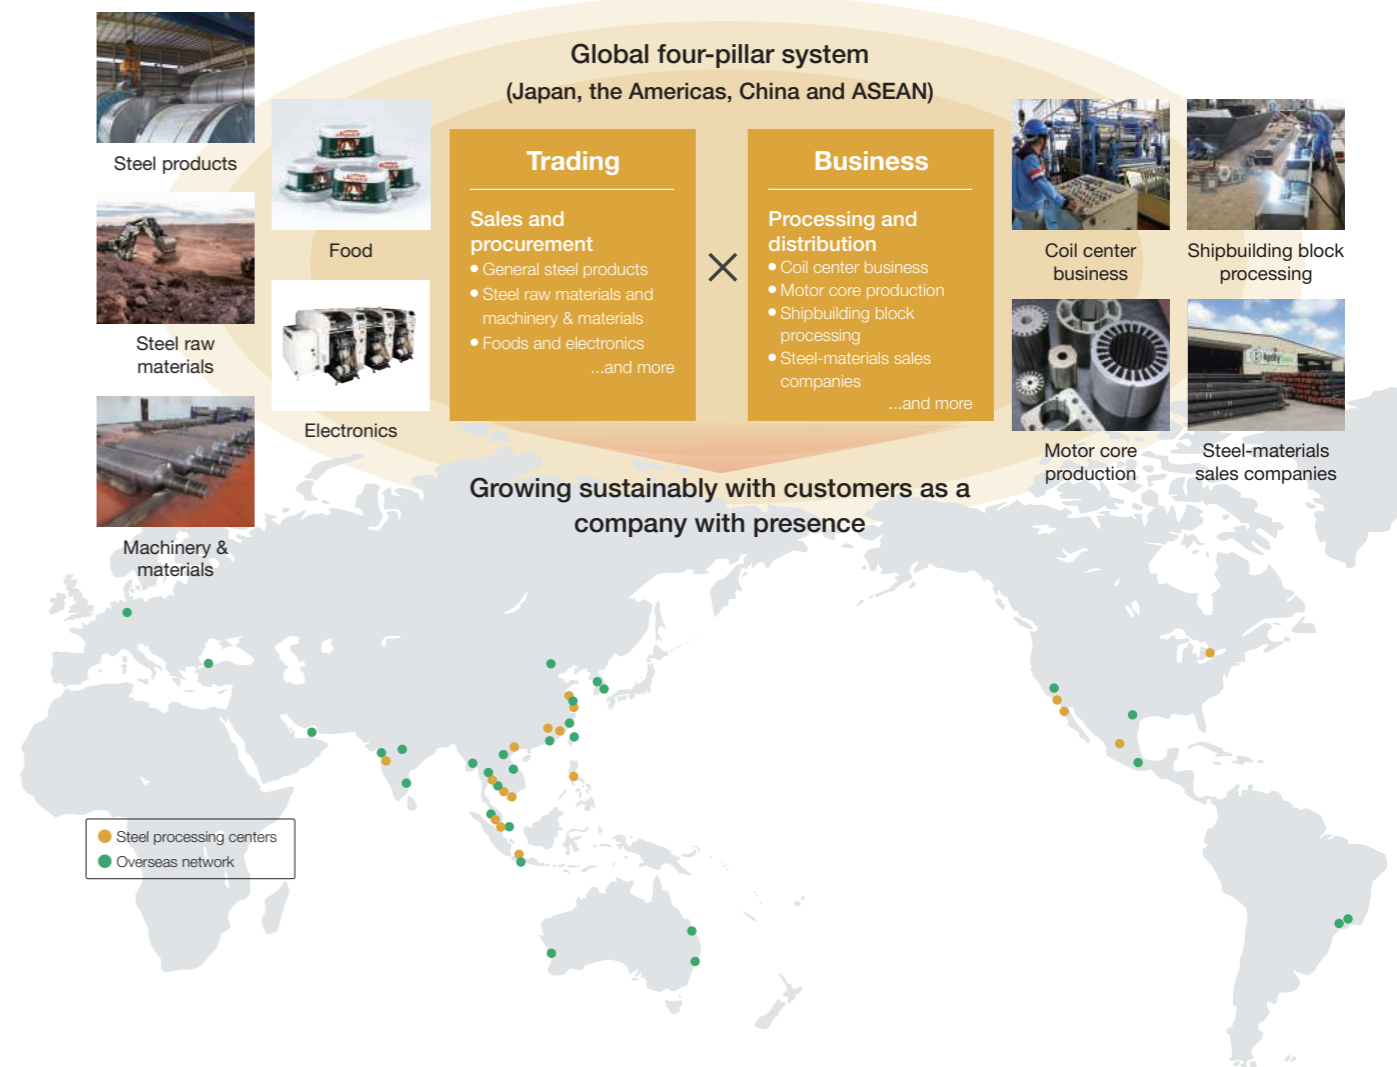 Global four-pillar system
(Japan, the Americas, China and ASEAN)
Steel products
Steel raw
materials
Machinery &
materials
Food
Electronics
Trading
Sales and
procurement
• General steel products
• Steel raw materials and
machinery & materials
• Foods and electronics
...and more
×
Business
Processing and
distribution
• Coil center business
• Motor core production
• Shipbuilding block
processing
• Steel-materials sales
companies
...and more
Coil center
business
Shipbuilding block
processing
Motor core
production
Steel-materials
sales companies
Growing sustainably with customers as a
company with presence
Steel processing centers
Overseas network